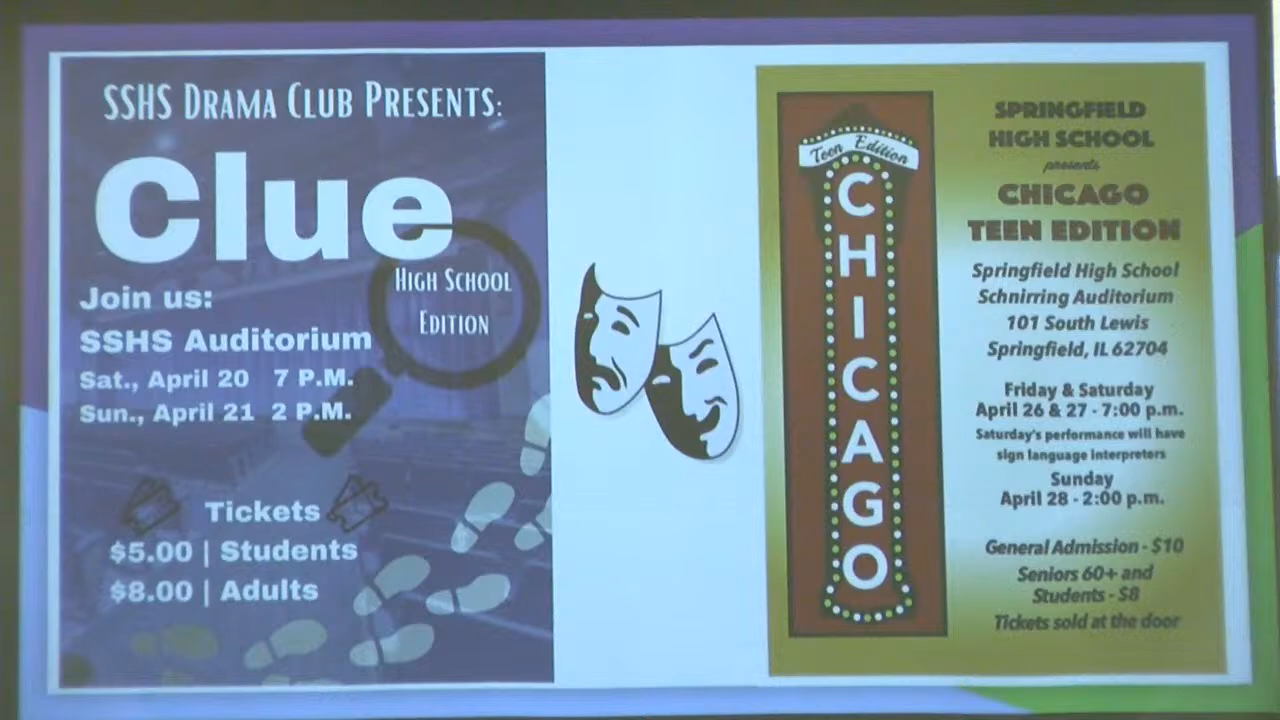 SSHS DRAMA CLUB PRESENTS:
Clue
HIGH SCHOOL
EDITION
Join us:
SSHS Auditorium
Sat., April 20 7 P.M.
Sun., April 21 2 P.M.
Tickets
$5.00 | Students
$8.00 | Adults
Teen Edition
CHICAGO
SPRINGFIELD
HIGH SCHOOL
presents
CHICAGO
TEEN EDITION
Springfield High School
Schnirring Auditorium
101 South Lewis
Springfield, IL 62704
Friday & Saturday
April 26 & 27 - 7:00 p.m.
Saturday's performance will have
sign language interpreters
Sunday
April 28 - 2:00 p.m.
General Admission - $10
Seniors 60+ and
Students - $8
Tickets sold at the door